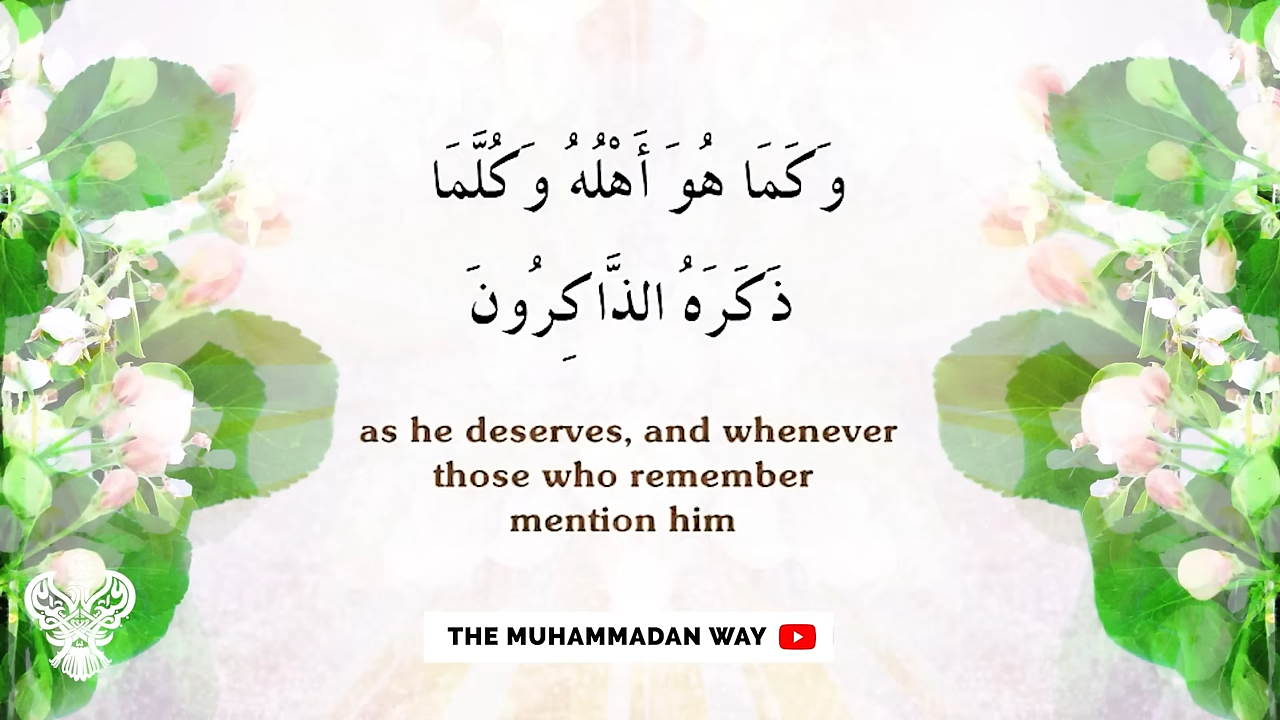 وَكَمَا هُوَ أَهْلُهُ وَكُلَّمَا
ذَكَرَهُ الذَّاكِرُونَ
as he deserves, and whenever
those who remember
mention him
THE MUHAMMADAN WAY